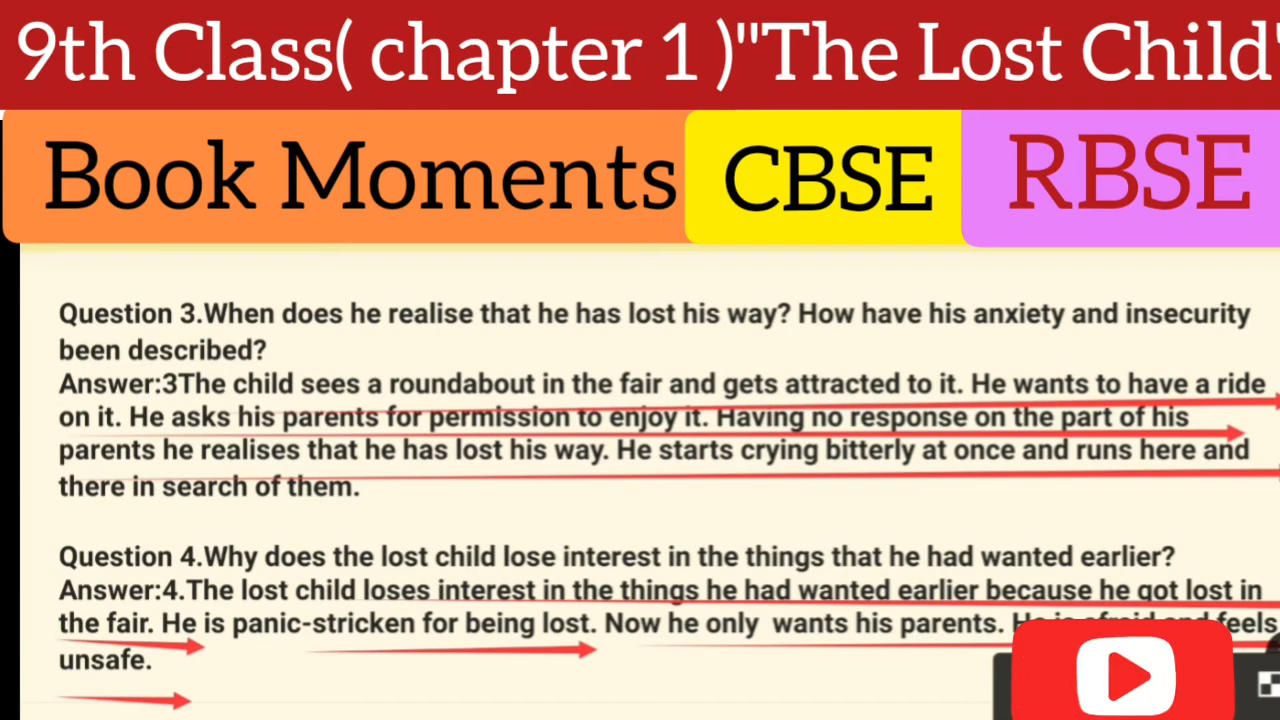 9th Class( chapter 1 )"The Lost Child"
Book Moments CBSE RBSE
Question 3.When does he realise that he has lost his way? How have his anxiety and insecurity
been described?
Answer:3The child sees a roundabout in the fair and gets attracted to it. He wants to have a ride
on it. He asks his parents for permission to enjoy it. Having no response on the part of his
parents he realises that he has lost his way. He starts crying bitterly at once and runs here and
there in search of them.
Question 4.Why does the lost child lose interest in the things that he had wanted earlier?
Answer:4.The lost child loses interest in the things he had wanted earlier because he got lost in
the fair. He is panic-stricken for being lost. Now he only wants his parents. He is afraid and feels
unsafe.